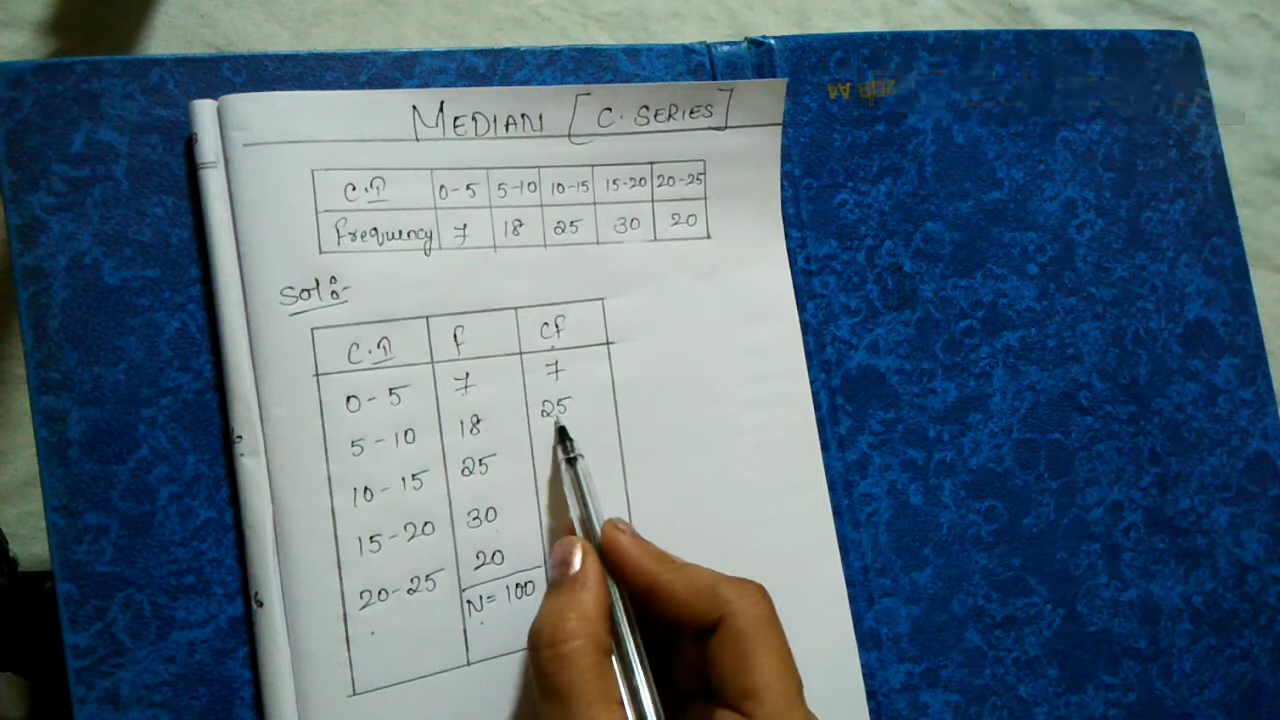 MEDIAN [C. SERIES]
C.I 0-5 5-10 10-15 15-20 20-25
frequency 7 18 25 30 20
Sol:-
C.I f cf
0-5 7 7
5-10 18 25
10-15 25
15-20 30
20-25 20
N=100